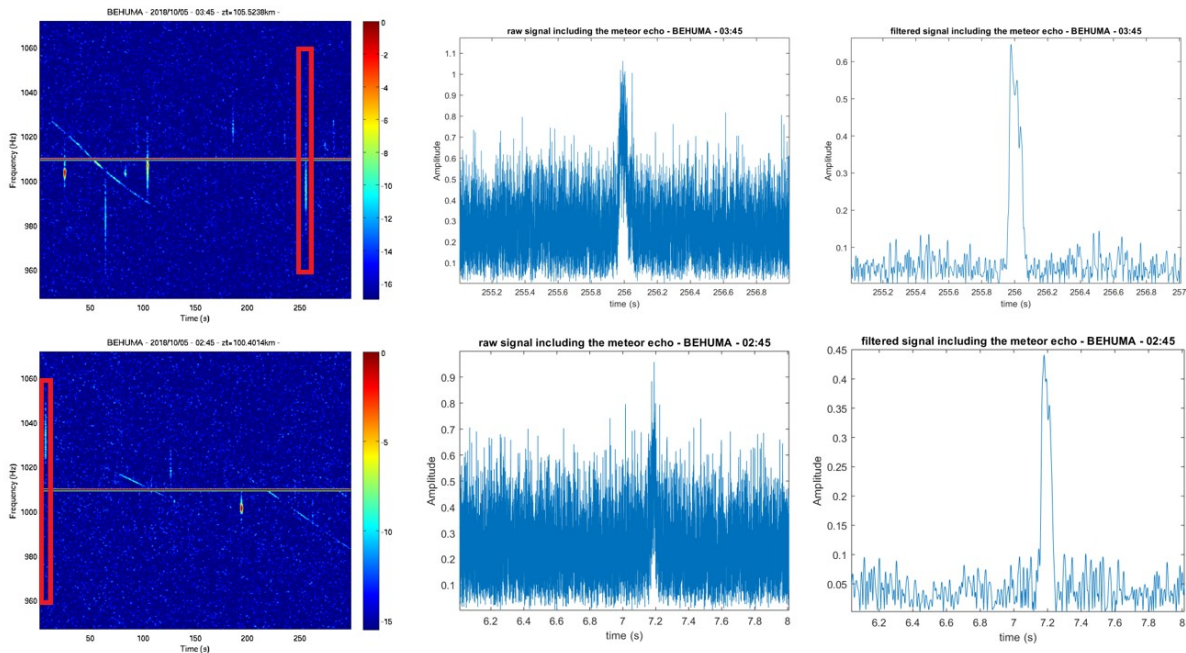 BEHUMA - 2018/10/05 - 03:45 - zt=105.5238km -
Frequency (Hz)
1060
1040
1020
1000
980
960
50 100 150 200 250
Time (s)
0
-2
-4
-6
-8
-10
-12
-14
-16
raw signal including the meteor echo - BEHUMA - 03:45
Amplitude
1.1
1
0.9
0.8
0.7
0.6
0.5
0.4
0.3
0.2
0.1
255.2 255.4 255.6 255.8 256 256.2 256.4 256.6 256.8
time (s)
filtered signal including the meteor echo - BEHUMA - 03:45
Amplitude
0.6
0.5
0.4
0.3
0.2
0.1
255.2 255.4 255.6 255.8 256 256.2 256.4 256.6 256.8 257
time (s)
BEHUMA - 2018/10/05 - 02:45 - zt=100.4014km -
Frequency (Hz)
1060
1040
1020
1000
980
960
50 100 150 200 250
Time (s)
0
-5
-10
-15
raw signal including the meteor echo - BEHUMA - 02:45
Amplitude
0.9
0.8
0.7
0.6
0.5
0.4
0.3
0.2
0.1
6.2 6.4 6.6 6.8 7 7.2 7.4 7.6 7.8 8
time (s)
filtered signal including the meteor echo - BEHUMA - 02:45
Amplitude
0.45
0.4
0.35
0.3
0.25
0.2
0.15
0.1
0.05
6.2 6.4 6.6 6.8 7 7.2 7.4 7.6 7.8 8
time (s)